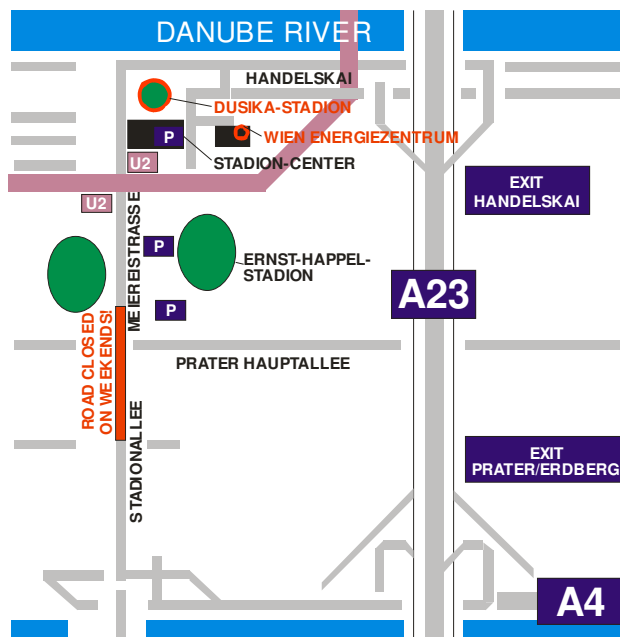 DANUBE RIVER
HANDELSKAI
DUSIKA-STADION
P
WIEN ENERGIEZENTRUM
U2
STADION-CENTER
EXIT
HANDELSKAI
U2
MEIEREISTRASSE
P
ERNST-HAPPEL-
STADION
A23
P
ROAD CLOSED
ON WEEKENDS!
PRATER HAUPTALLEE
STADIONALLEE
EXIT
PRATER/ERDBERG
A4